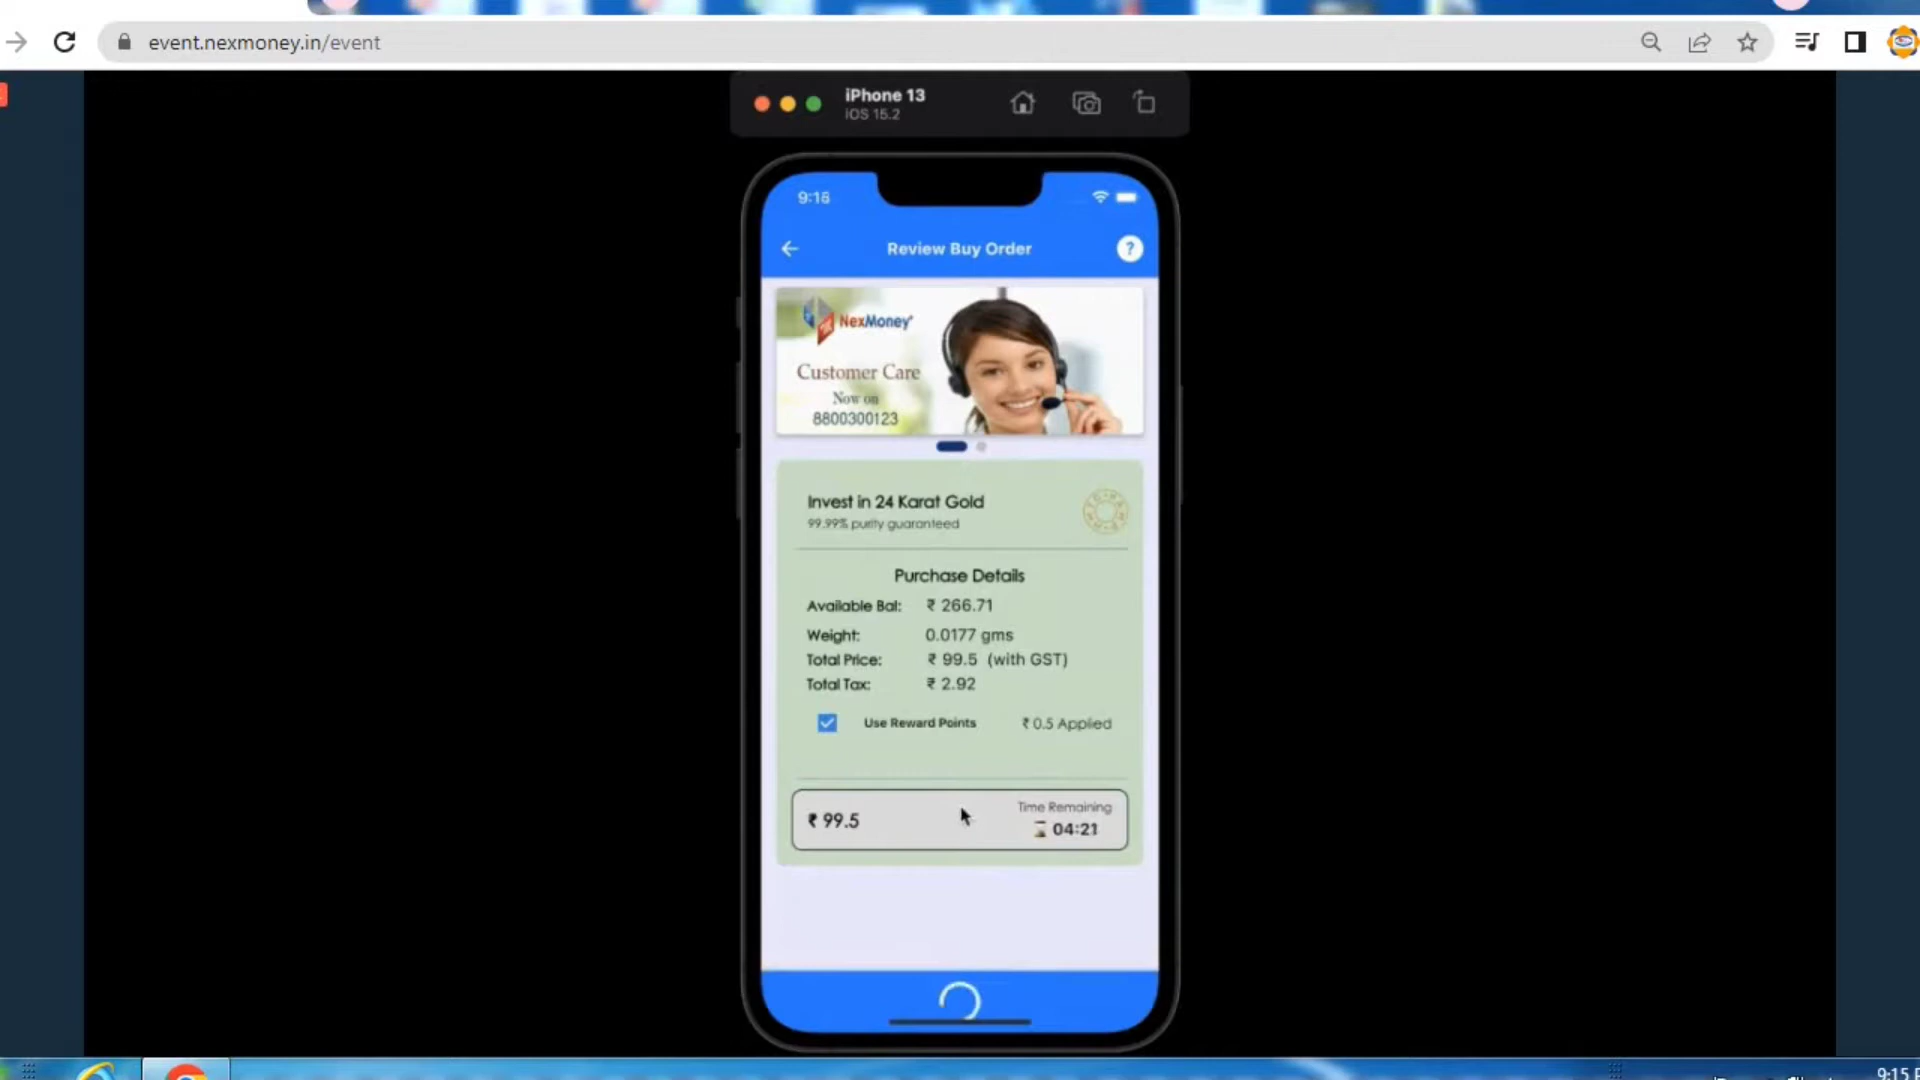 event.nexmoney.in/event
iPhone 13
iOS 15.2
9:16
Review Buy Order
?
NexMoney
Customer Care
Now on
8800300123
Invest in 24 Karat Gold
99.99% purity guaranteed
Purchase Details
Available Bal: ₹ 266.71
Weight: 0.0177 gms
Total Price: ₹ 99.5 (with GST)
Total Tax: ₹ 2.92
Use Reward Points ₹ 0.5 Applied
₹ 99.5
Time Remaining
04:21
9:15